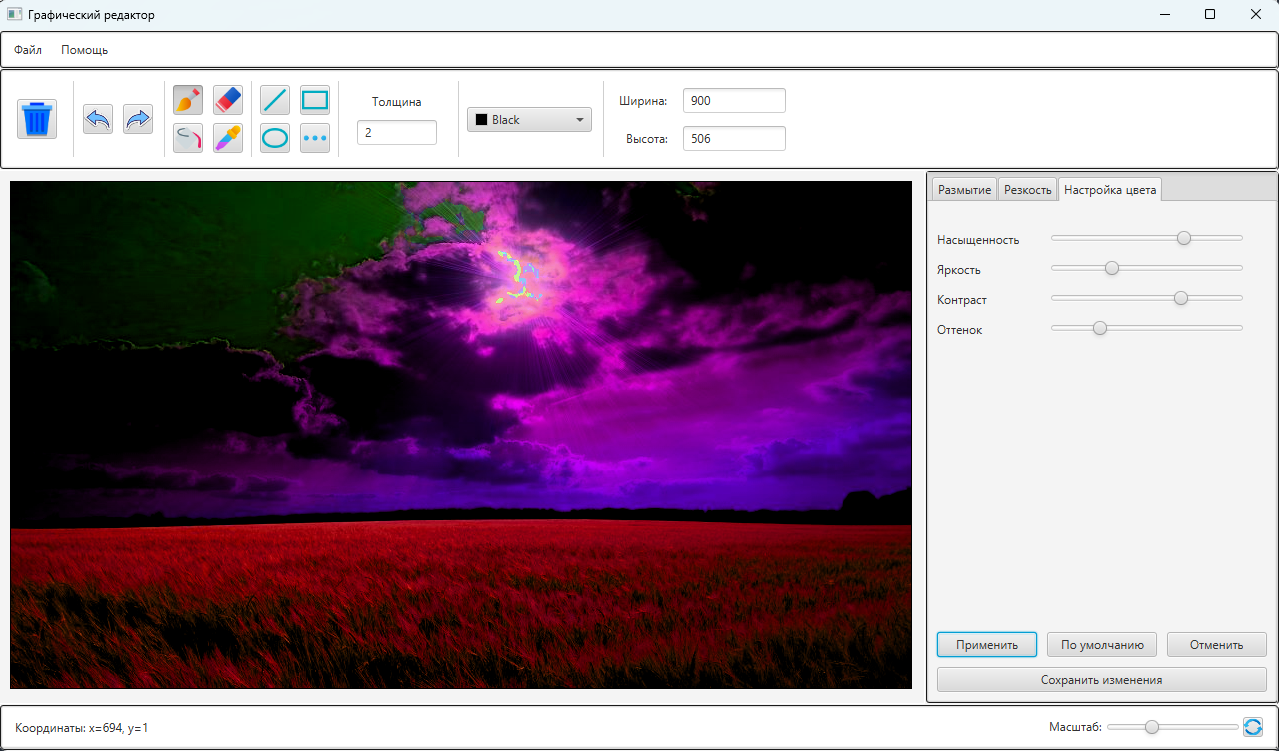 Графический редактор
Файл Помощь
Толщина
2
Black
Ширина: 900
Высота: 506
Размытие Резкость Настройка цвета
Насыщенность
Яркость
Контраст
Оттенок
Применить По умолчанию Отменить
Сохранить изменения
Координаты: x=694, y=1
Масштаб: